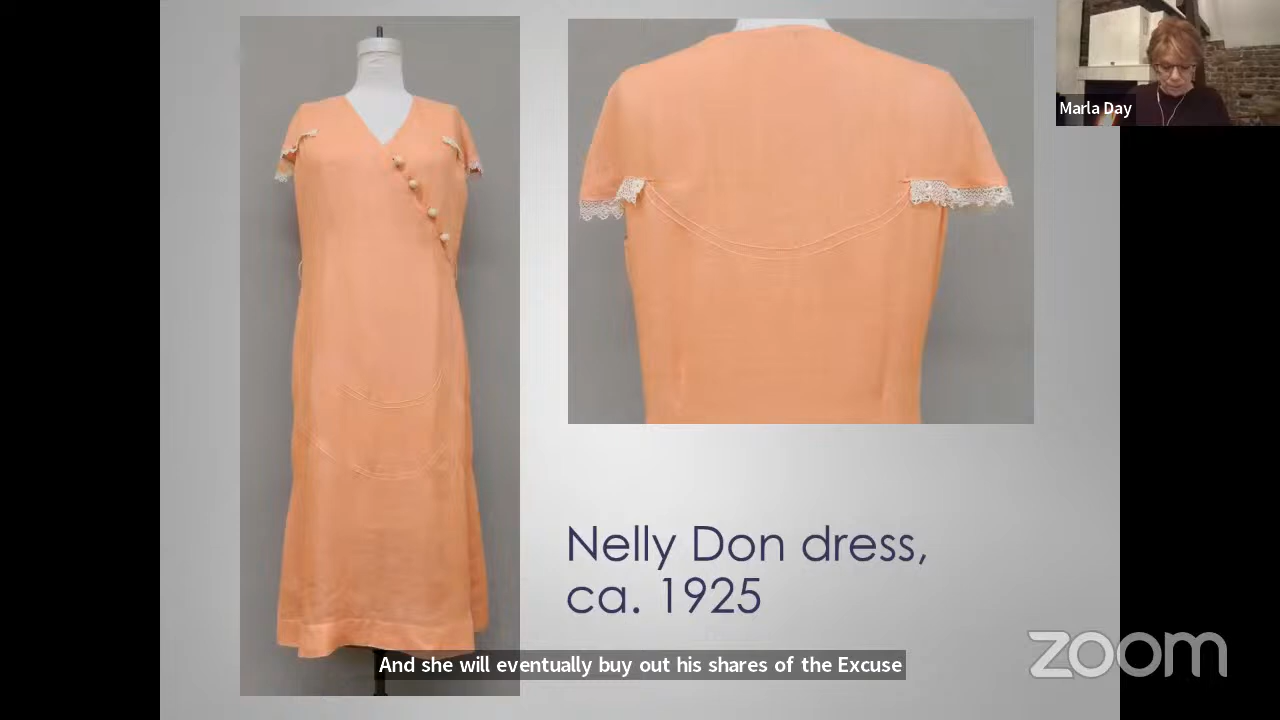 Marla Day
Nelly Don dress,
ca. 1925
And she will eventually buy out his shares of the Excuse
zoom